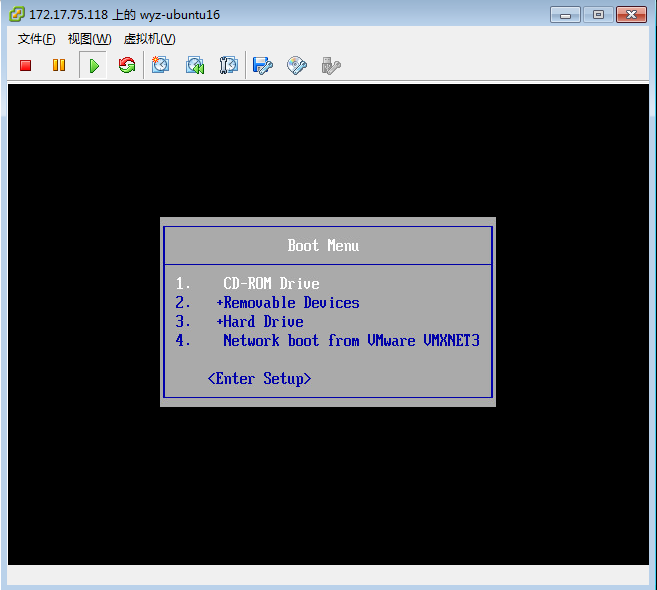 172.17.75.118 上的 wyz-ubuntu16
文件(F) 视图(W) 虚拟机(V)
Boot Menu
1. CD-ROM Drive
2. +Removable Devices
3. +Hard Drive
4. Network boot from VMware VMXNET3
<Enter Setup>